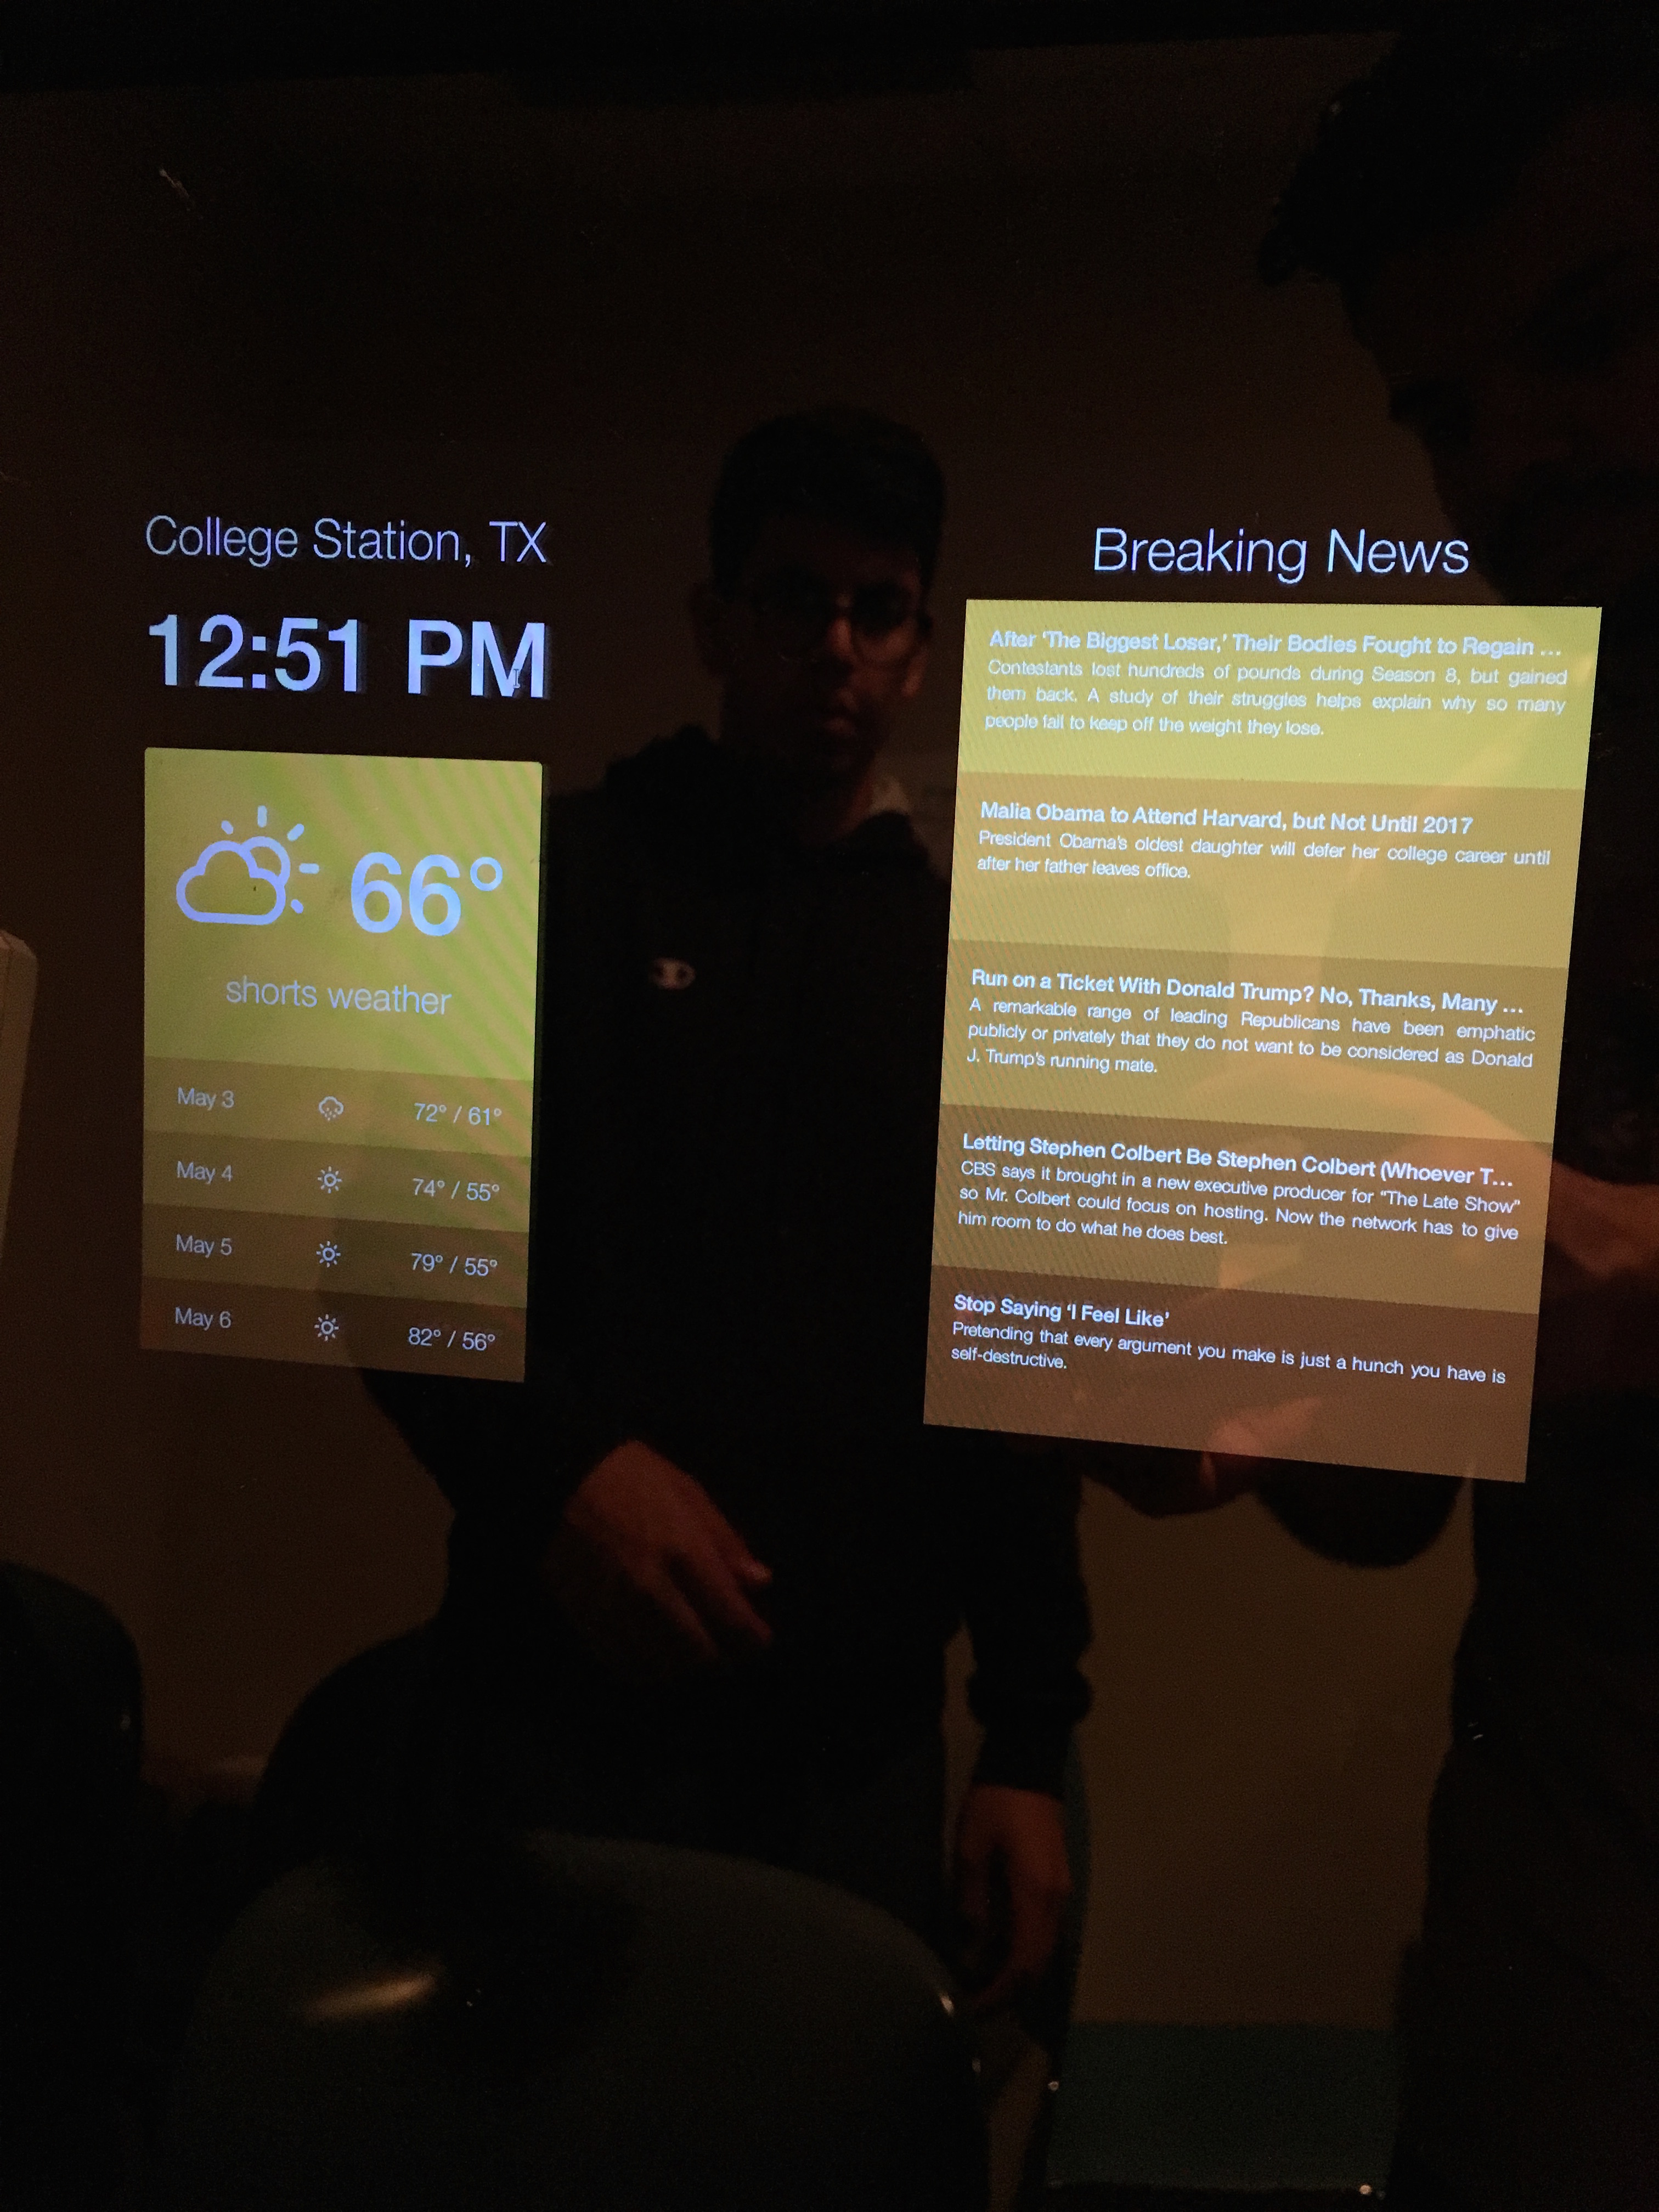 College Station, TX
12:51 PM
66°
shorts weather
May 3 72° / 61°
May 4 74° / 55°
May 5 79° / 55°
May 6 82° / 56°
Breaking News
After ‘The Biggest Loser,’ Their Bodies Fought to Regain ...
Contestants lost hundreds of pounds during Season 8, but gained
them back. A study of their struggles helps explain why so many
people fail to keep off the weight they lose.
Malia Obama to Attend Harvard, but Not Until 2017
President Obama’s oldest daughter will defer her college career until
after her father leaves office.
Run on a Ticket With Donald Trump? No, Thanks, Many ...
A remarkable range of leading Republicans have been emphatic
publicly or privately that they do not want to be considered as Donald
J. Trump’s running mate.
Letting Stephen Colbert Be Stephen Colbert (Whoever T...
CBS says it brought in a new executive producer for “The Late Show”
so Mr. Colbert could focus on hosting. Now the network has to give
him room to do what he does best.
Stop Saying ‘I Feel Like’
Pretending that every argument you make is just a hunch you have is
self-destructive.